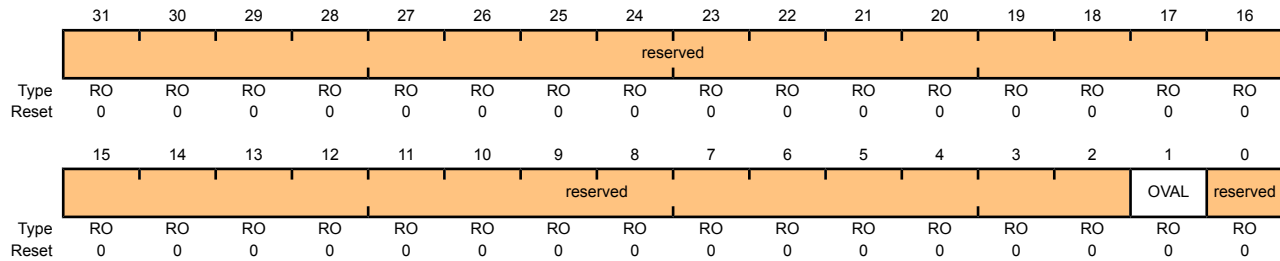 31 30 29 28 27 26 25 24 23 22 21 20 19 18 17 16
reserved
Type RO RO RO RO RO RO RO RO RO RO RO RO RO RO RO RO
Reset 0 0 0 0 0 0 0 0 0 0 0 0 0 0 0 0
15 14 13 12 11 10 9 8 7 6 5 4 3 2 1 0
reserved OVAL reserved
Type RO RO RO RO RO RO RO RO RO RO RO RO RO RO RO RO
Reset 0 0 0 0 0 0 0 0 0 0 0 0 0 0 0 0